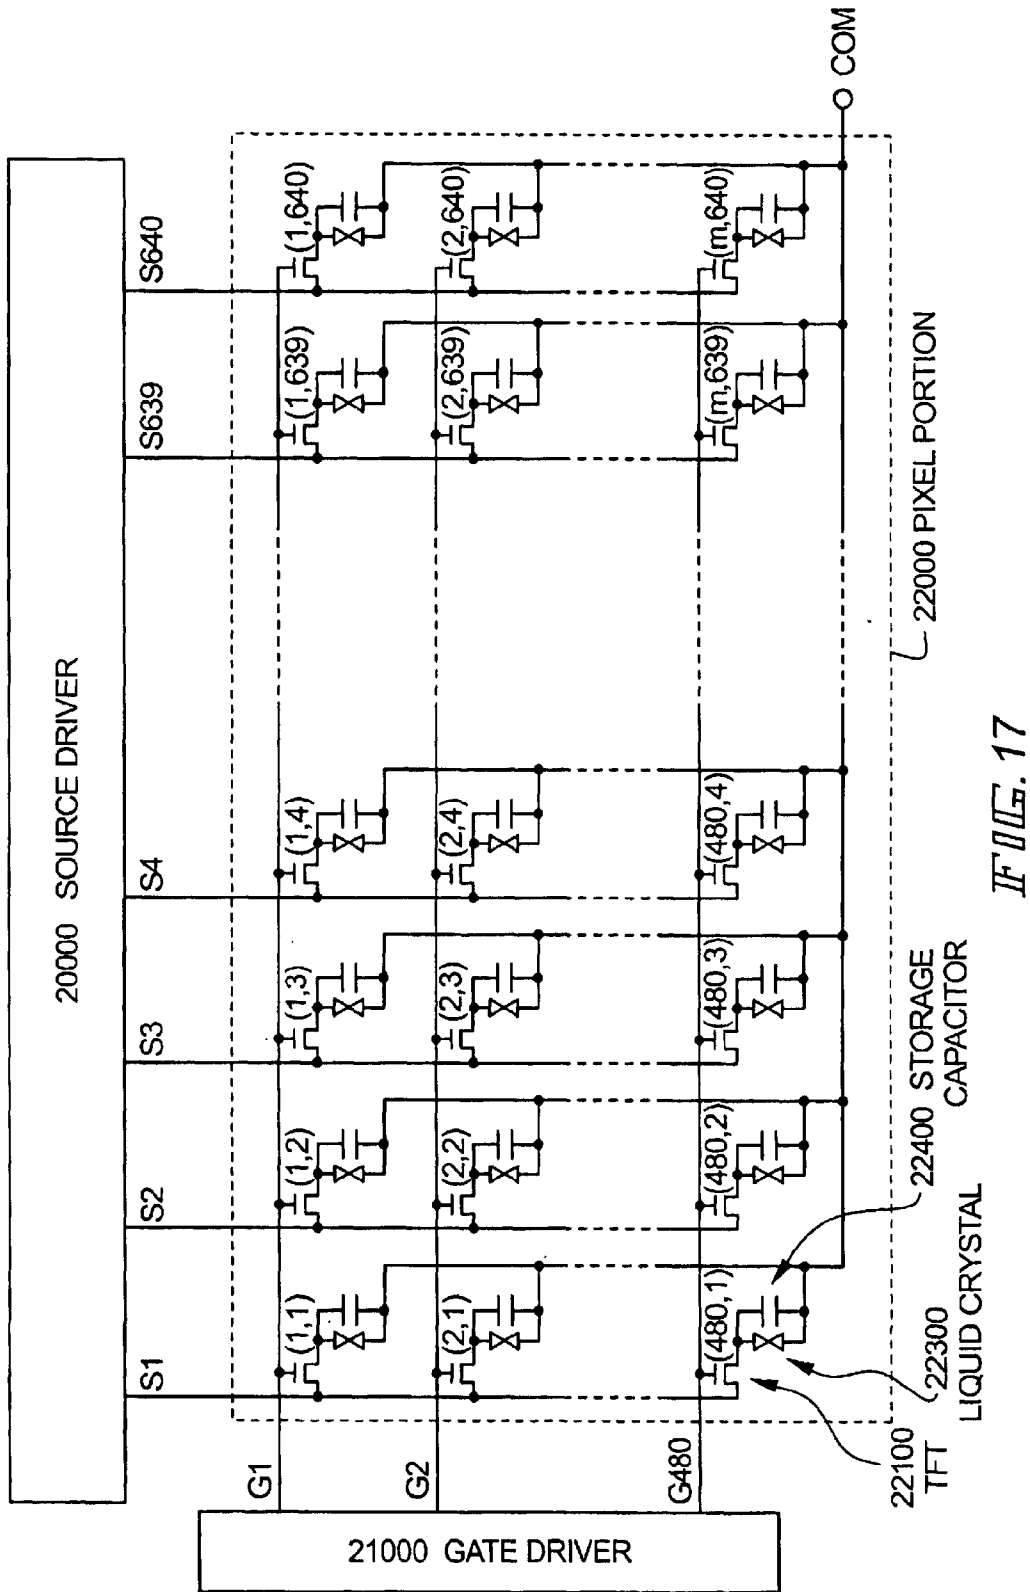 20000 SOURCE DRIVER
S1
S2
S3
S4
S639
S640
21000 GATE DRIVER
G1
(1,1)
(1,2)
(1,3)
(1,4)
(1,639)
(1,640)
G2
(2,1)
(2,2)
(2,3)
(2,4)
(2,639)
(2,640)
G480
(480,1)
(480,2)
(480,3)
(480,4)
(m,639)
(m,640)
COM
22100
TFT
22300
LIQUID CRYSTAL
22400 STORAGE
CAPACITOR
22000 PIXEL PORTION
FIG. 17